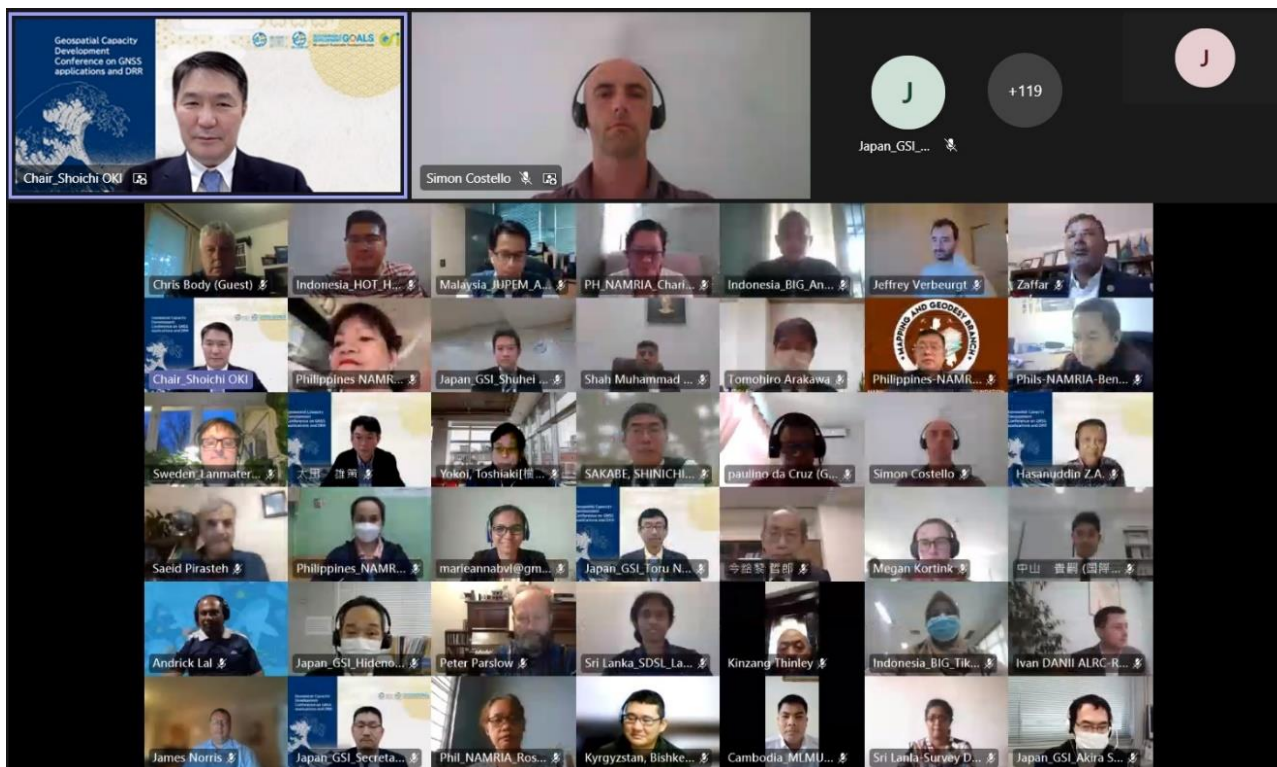 Geospatial Capacity
Development
Conference on GNSS
applications and DRR
GOALS
Chair_Shoichi OKI
Simon Costello
J
Japan_GSI_...
+119
J
Chris Body (Guest)
Indonesia_HOT_H...
Malaysia_JUPEM_A...
PH_NAMRIA_Chari...
Indonesia_BIG_An...
Jeffrey Verbeurgt
Zaffar
Chair_Shoichi OKI
Philippines NAMR...
Japan_GSI_Shuhei ...
Shah Muhammad ...
Tomohiro Arakawa
MAPPING AND GEODESY BRANCH
Philippines-NAMR...
Phils-NAMRIA-Ben...
Sweden_Lanmater...
Yokoi, Toshiaki[...
SAKABE, SHINICHI...
paulino da Cruz (G...
Simon Costello
Hasanuddin Z.A.
Saeid Pirasteh
Philippines_NAMR...
marieannabvl@gm...
Japan_GSI_Toru N...
Megan Kortink
中山
Andrick Lal
Japan_GSI_Hideno...
Peter Parslow
Sri Lanka_SDSL_La...
Kinzang Thinley
Indonesia_BIG_Tik...
Ivan DANII ALRC-R...
James Norris
Japan_GSI_Secreta...
Phil_NAMRIA_Ros...
Kyrgyzstan, Bishke...
Cambodia_MLMU...
Sri Lanla-Survey D...
Japan_GSI_Akira S...